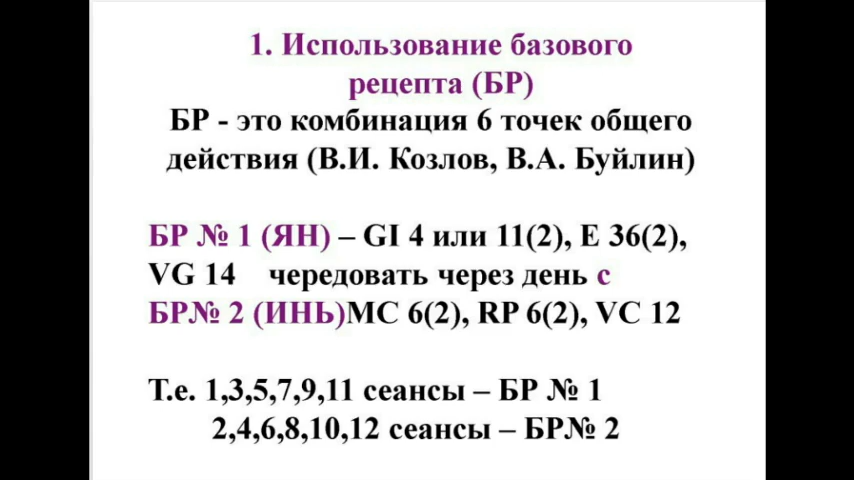 1. Использование базового
рецепта (БР)
БР - это комбинация 6 точек общего
действия (В.И. Козлов, В.А. Буйлин)
БР № 1 (ЯН) – GI 4 или 11(2), E 36(2),
VG 14 чередовать через день с
БР№ 2 (ИНЬ)MC 6(2), RP 6(2), VC 12
Т.е. 1,3,5,7,9,11 сеансы – БР № 1
2,4,6,8,10,12 сеансы – БР№ 2